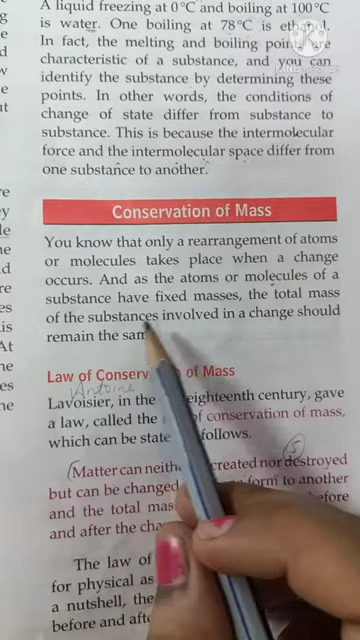 A liquid freezing at 0°C and boiling at 100°C
is water. One boiling at 78°C is ethanol.
In fact, the melting and boiling points are
characteristic of a substance, and you can
identify the substance by determining these
points. In other words, the conditions of
change of state differ from substance to
substance. This is because the intermolecular
force and the intermolecular space differ from
one substance to another.
Conservation of Mass
You know that only a rearrangement of atoms
or molecules takes place when a change
occurs. And as the atoms or molecules of a
substance have fixed masses, the total mass
of the substances involved in a change should
remain the
Law of of Mass
Antoine
Lavoisier, in the eighteenth century, gave
a law, called the of conservation of mass,
which can be follows.
5
Matter can created nor destroyed
but can be changed form to another
and the total before
and after the
The law of
for physical as
a nutshell, the
before and